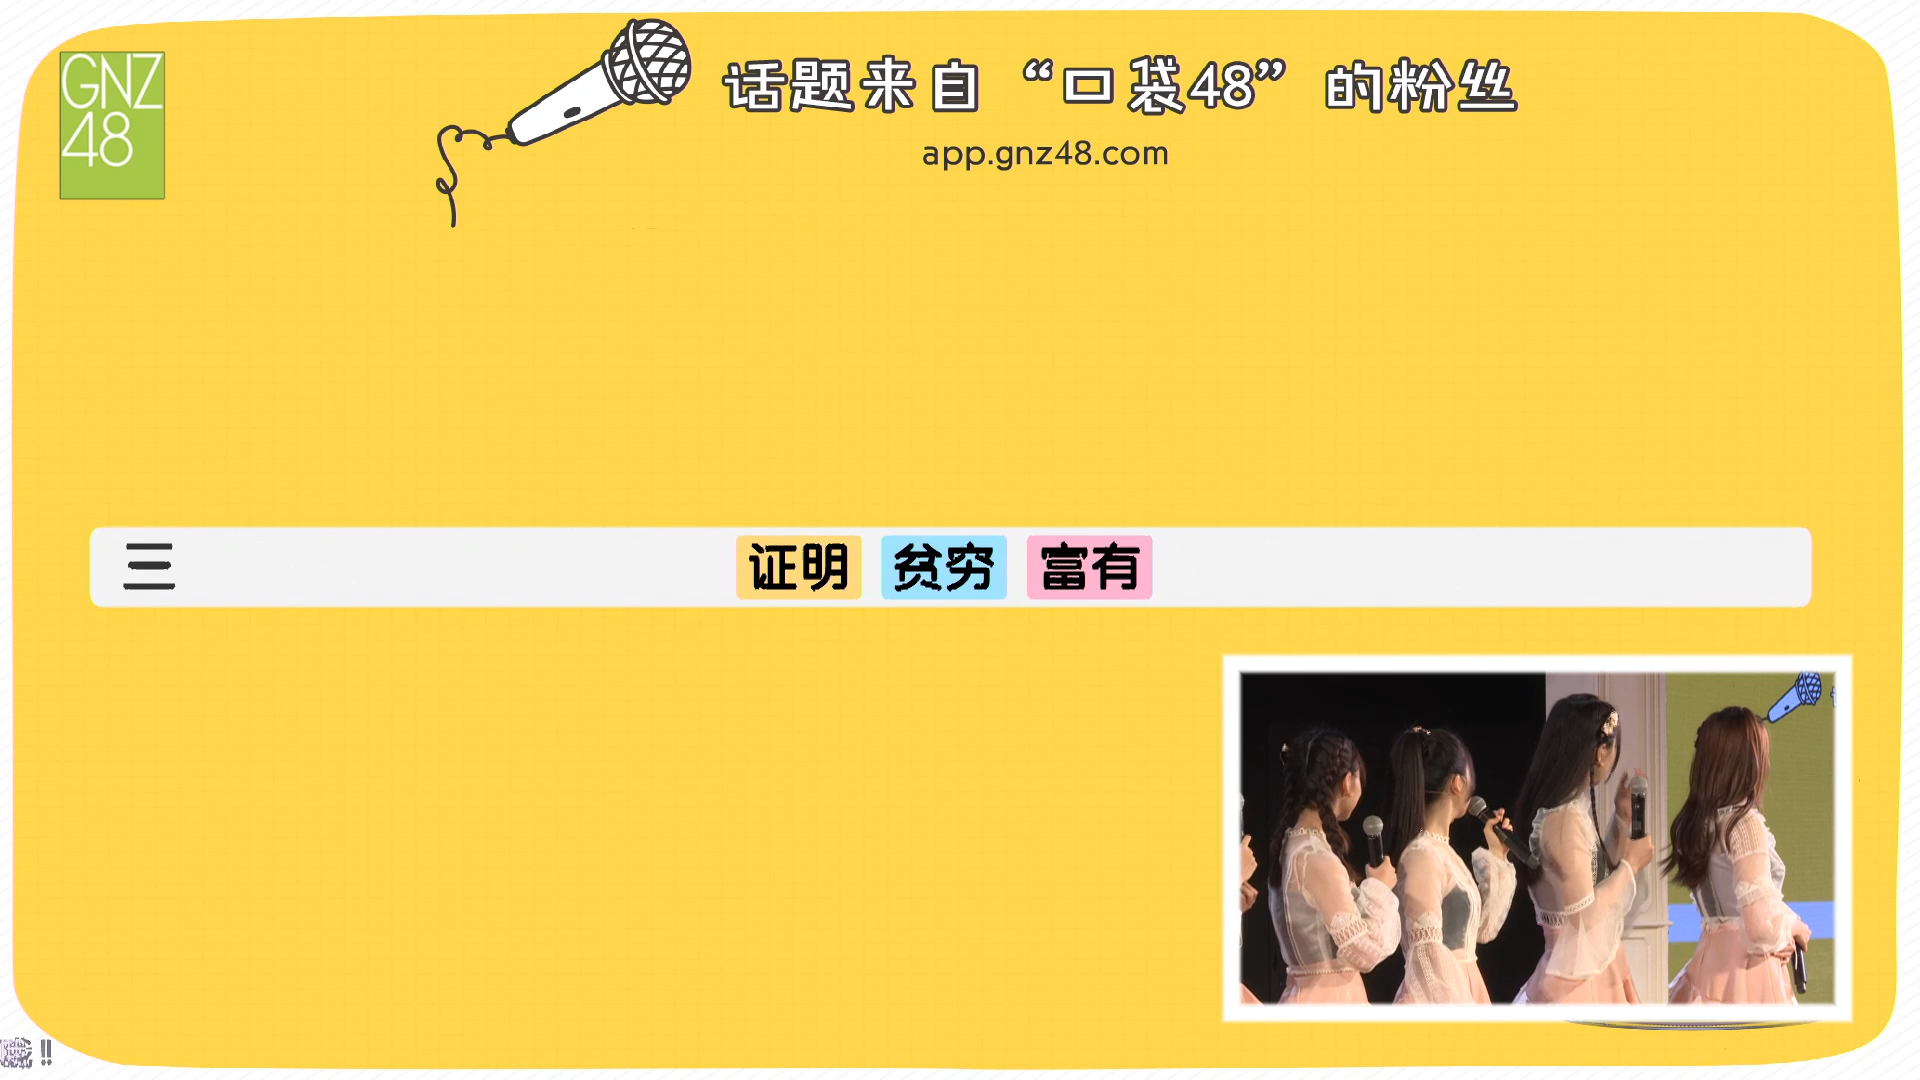 GNZ
48
话题来自“口袋48”的粉丝
app.gnz48.com
三 证明 贫穷 富有
!!